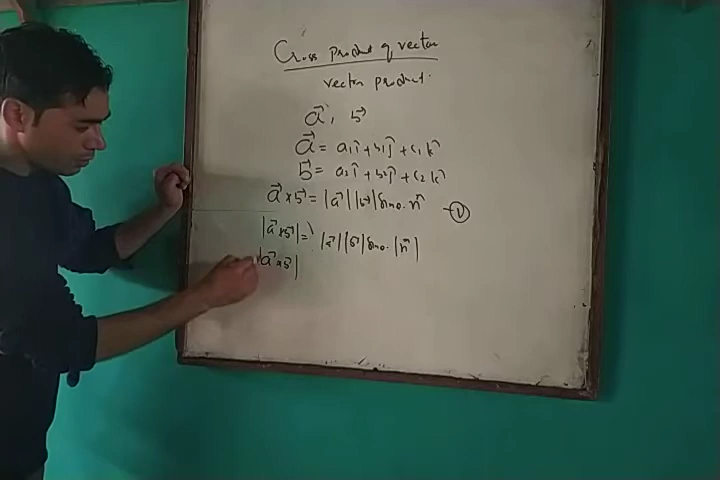 Cross product of vector
vector product.
a⃗, b⃗
a⃗ = a₁î + b₁ĵ + c₁k̂
b⃗ = a₂î + b₂ĵ + c₂k̂
a⃗ × b⃗ = |a⃗| |b⃗| sinθ. n̂ —①
|a⃗ × b⃗| = |a⃗| |b⃗| sinθ. |n̂|
|a⃗ × b⃗|